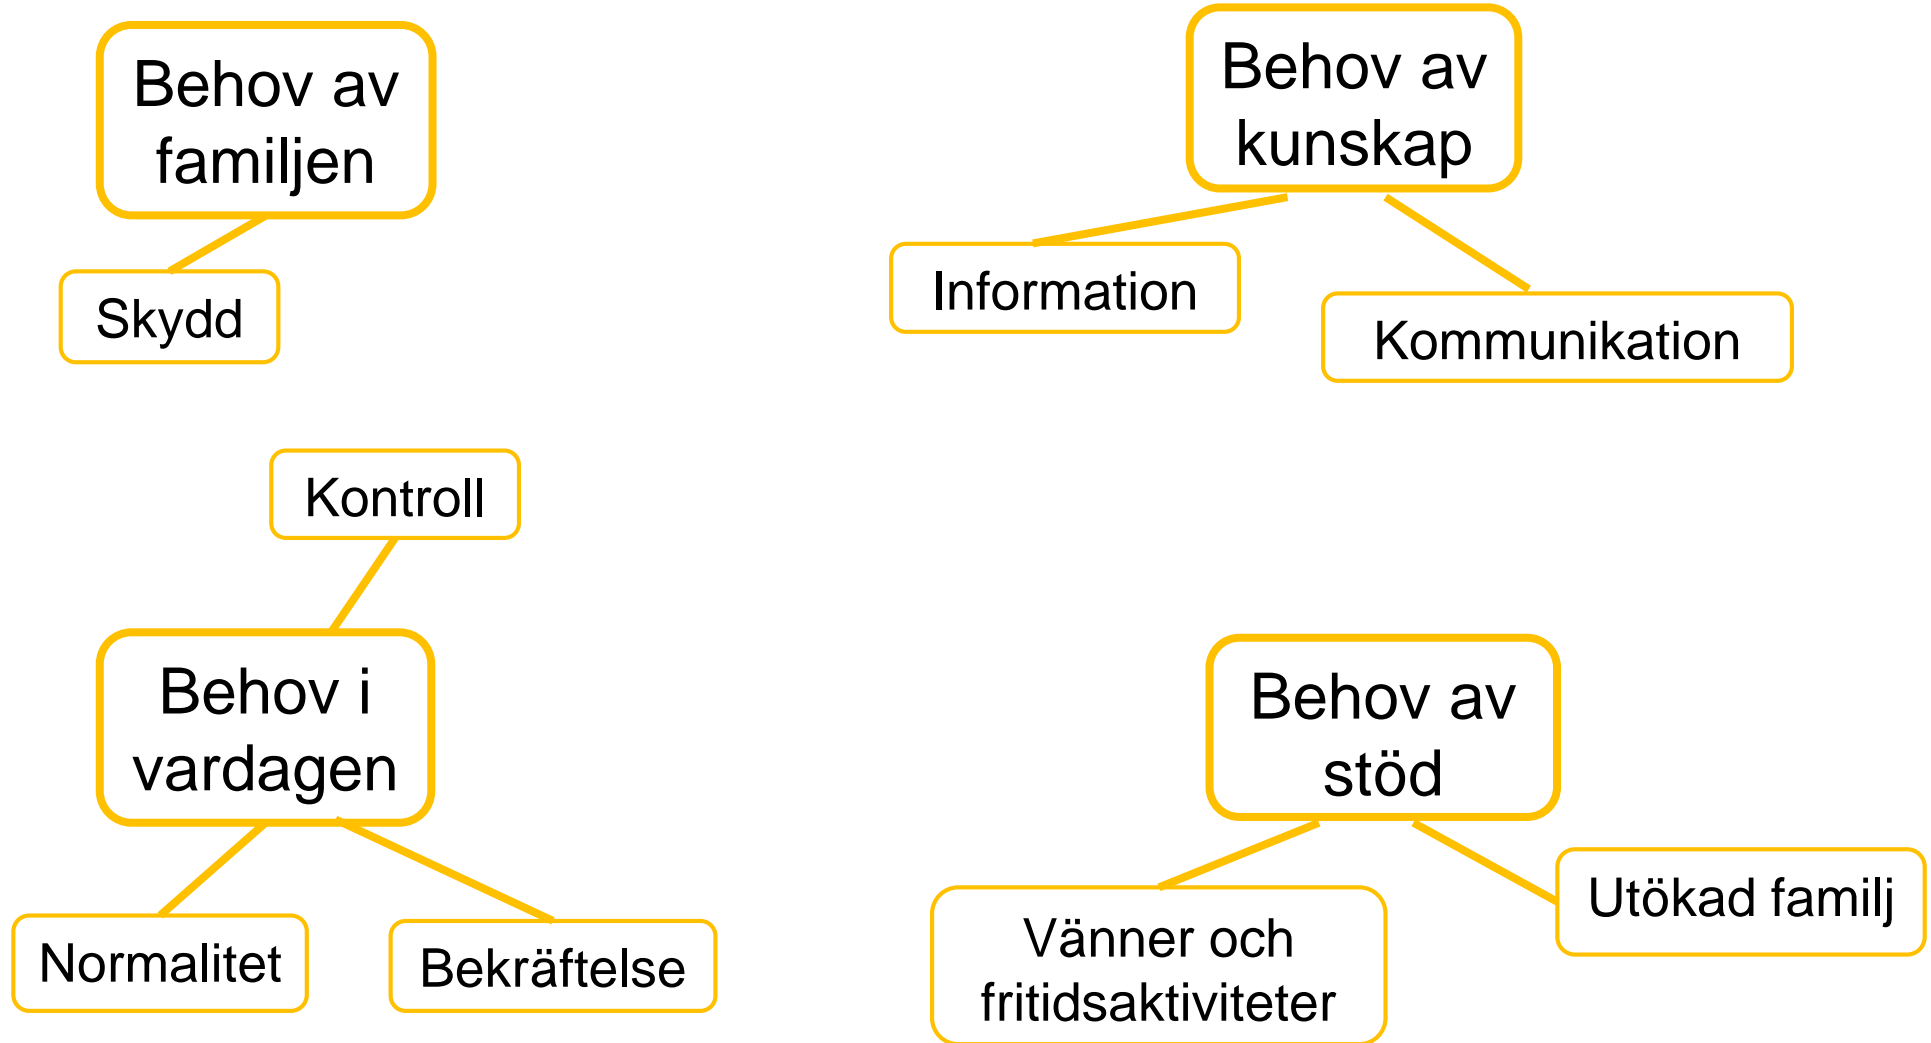 Behov av
familjen
Skydd
Behov av
kunskap
Information
Kommunikation
Kontroll
Behov i
vardagen
Normalitet
Bekräftelse
Behov av
stöd
Vänner och
fritidsaktiviteter
Utökad familj